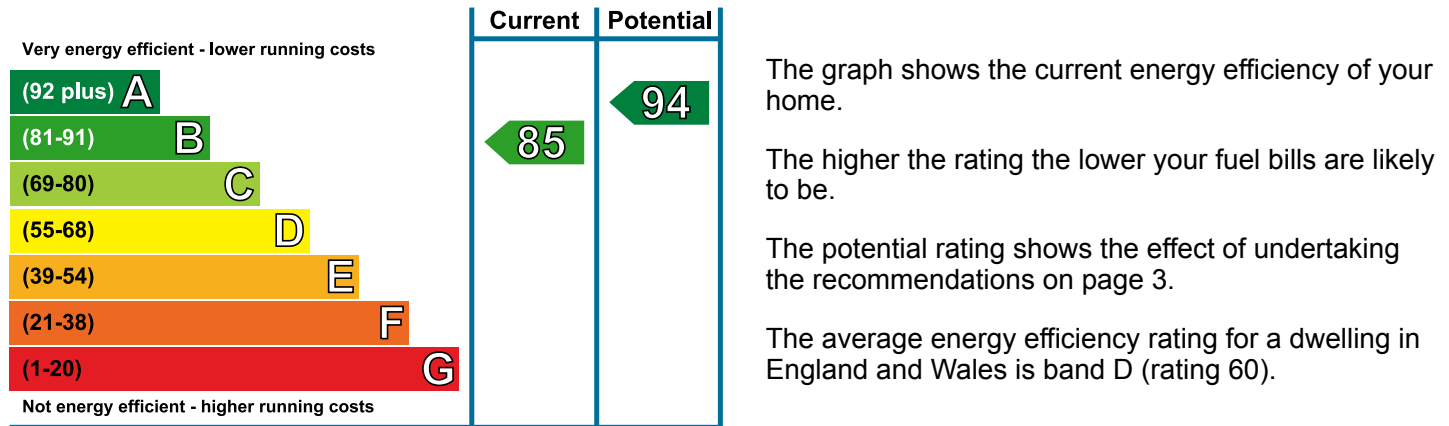 Current Potential
Very energy efficient - lower running costs
(92 plus) A
94
(81-91) B
85
(69-80) C
(55-68) D
(39-54) E
(21-38) F
(1-20) G
Not energy efficient - higher running costs
The graph shows the current energy efficiency of your
home.
The higher the rating the lower your fuel bills are likely
to be.
The potential rating shows the effect of undertaking
the recommendations on page 3.
The average energy efficiency rating for a dwelling in
England and Wales is band D (rating 60).